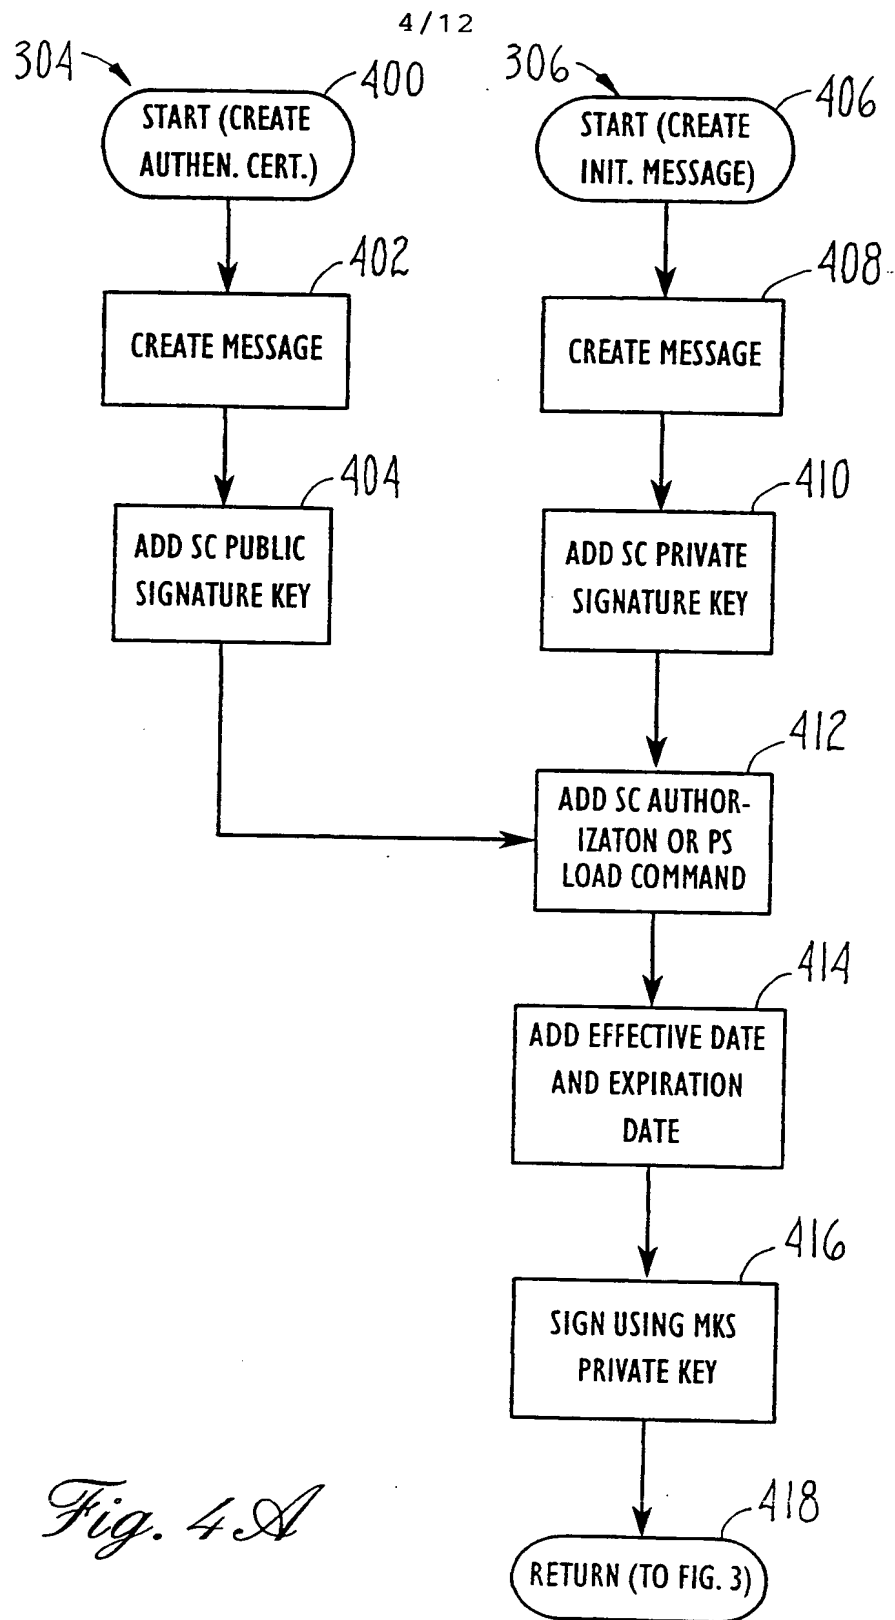 4/12
304
400
START (CREATE
AUTHEN. CERT.)
402
CREATE MESSAGE
404
ADD SC PUBLIC
SIGNATURE KEY
306
406
START (CREATE
INIT. MESSAGE)
408
CREATE MESSAGE
410
ADD SC PRIVATE
SIGNATURE KEY
412
ADD SC AUTHOR-
IZATON OR PS
LOAD COMMAND
414
ADD EFFECTIVE DATE
AND EXPIRATION
DATE
416
SIGN USING MKS
PRIVATE KEY
418
RETURN (TO FIG. 3)
Fig. 4A